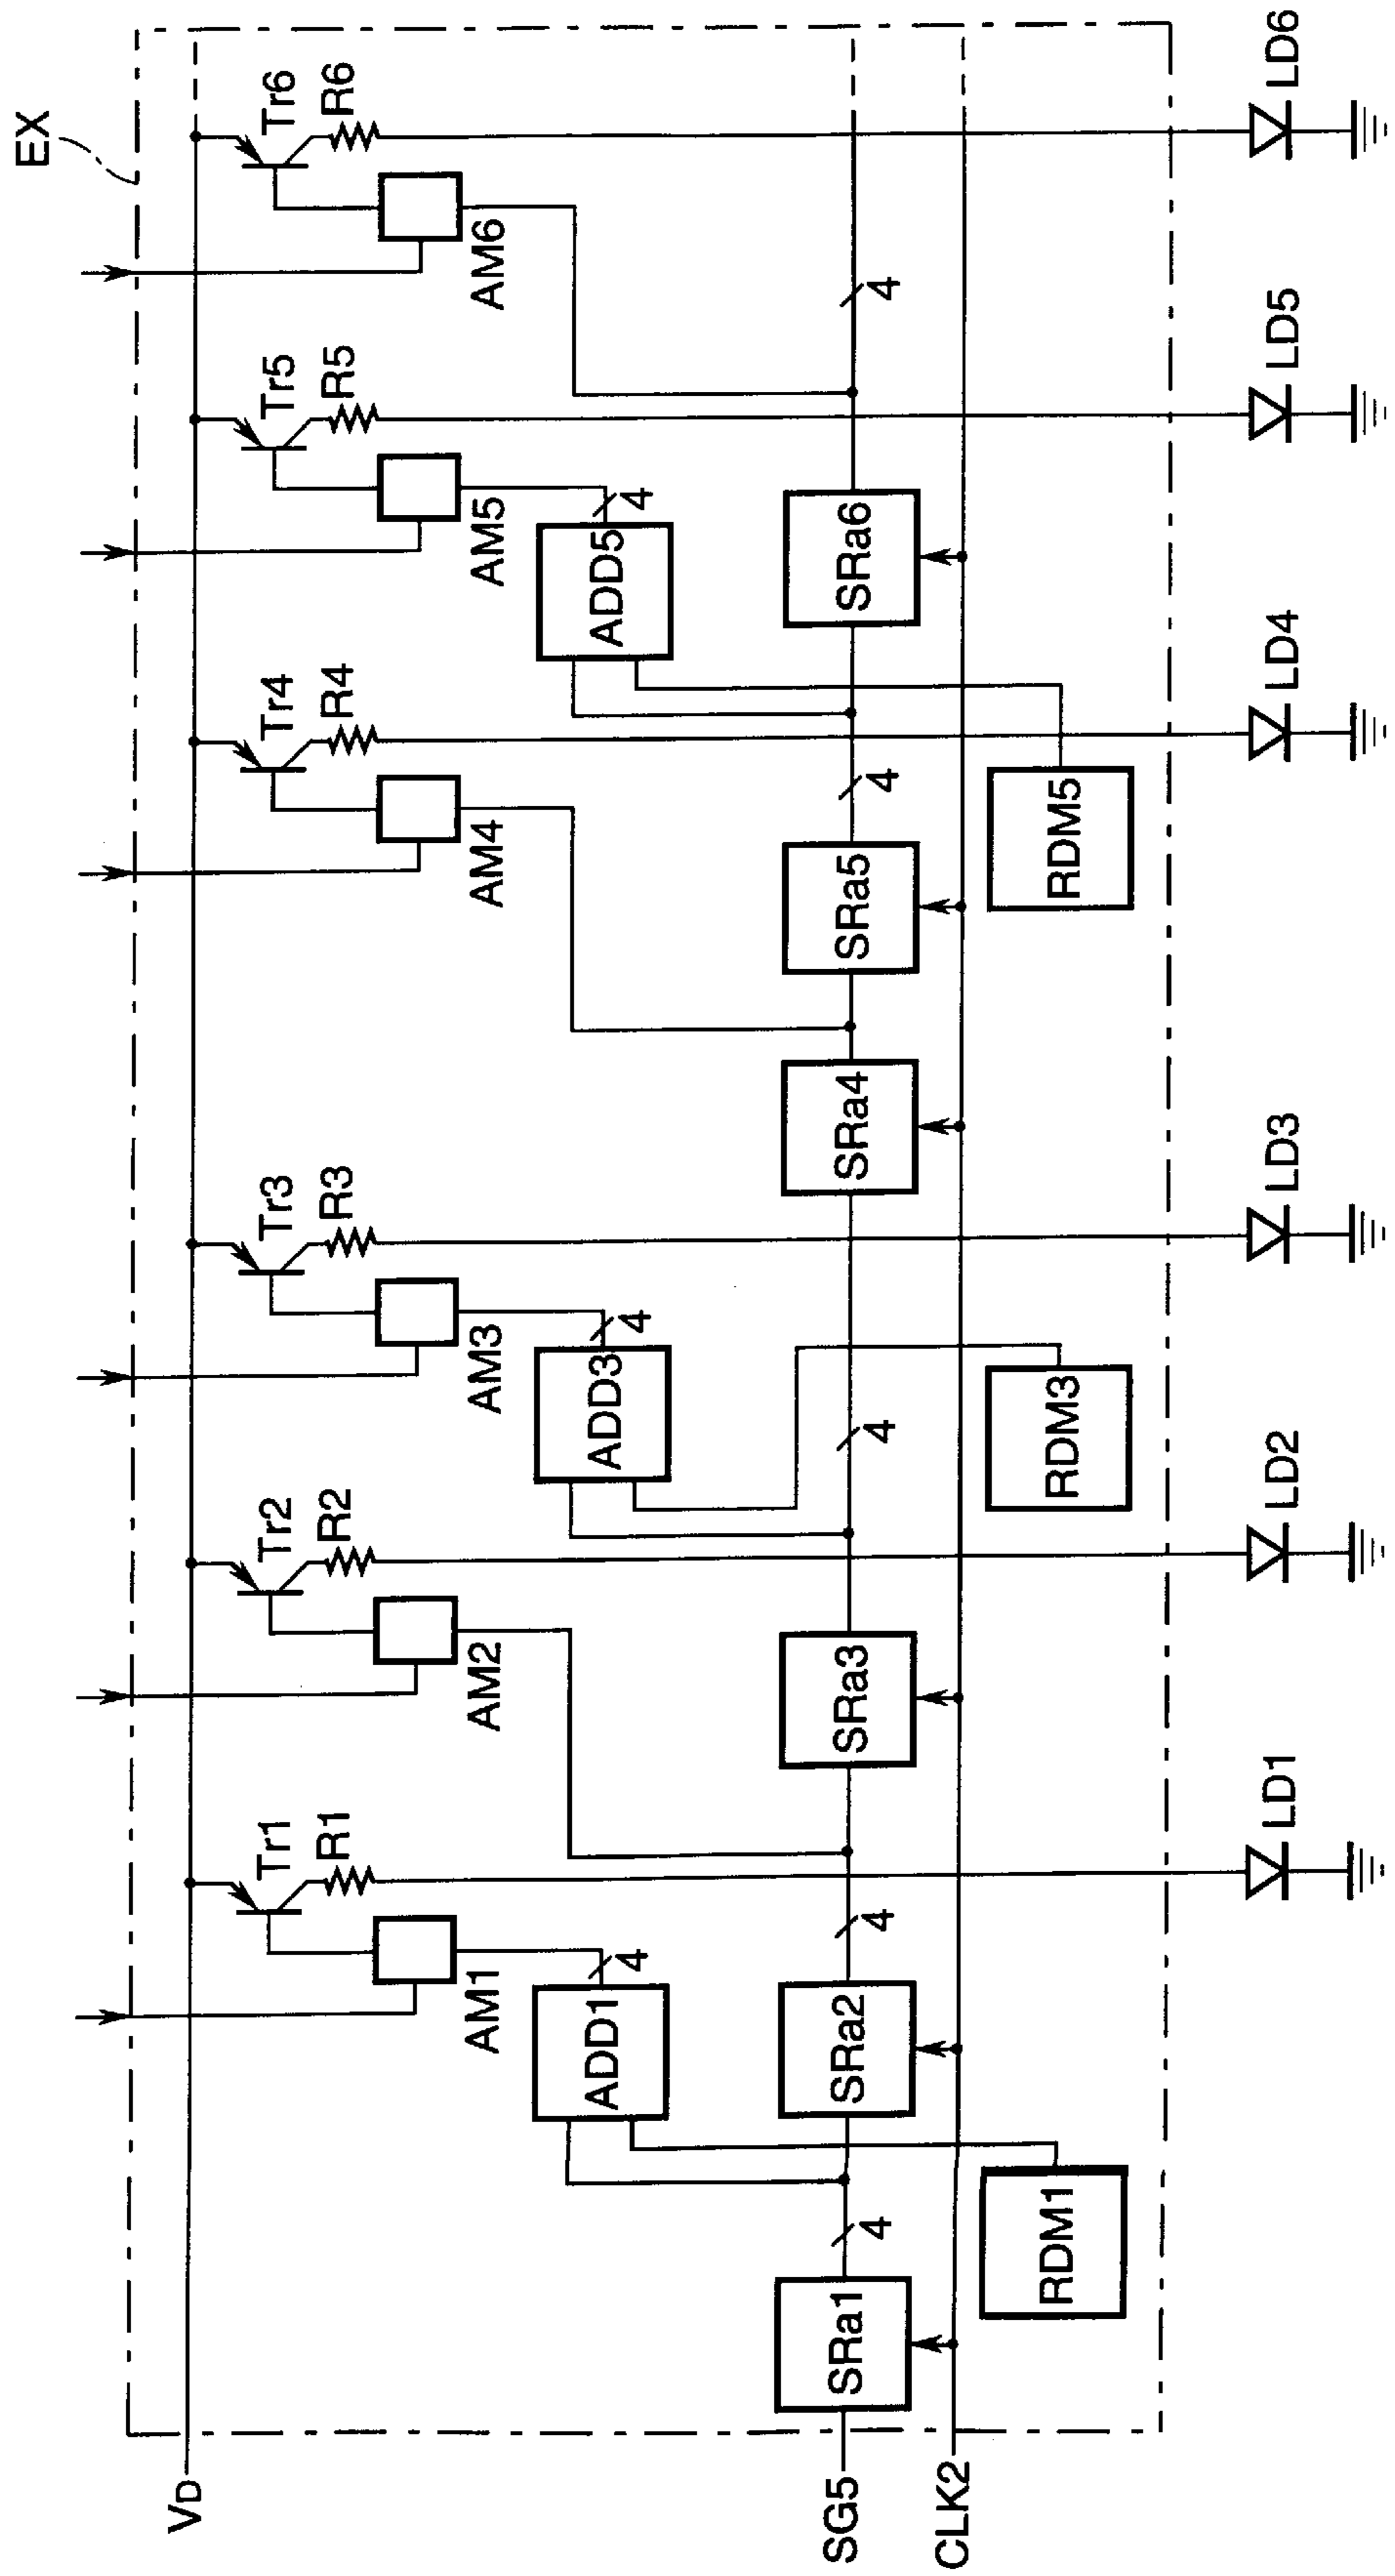 EX
VD
Tr1
Tr2
Tr3
Tr4
Tr5
Tr6
R1
R2
R3
R4
R5
R6
AM1
AM2
AM3
AM4
AM5
AM6
4
4
4
ADD1
ADD3
ADD5
SG5
SRa1
4
SRa2
4
SRa3
4
SRa4
SRa5
4
SRa6
4
CLK2
RDM1
RDM3
RDM5
LD1
LD2
LD3
LD4
LD5
LD6